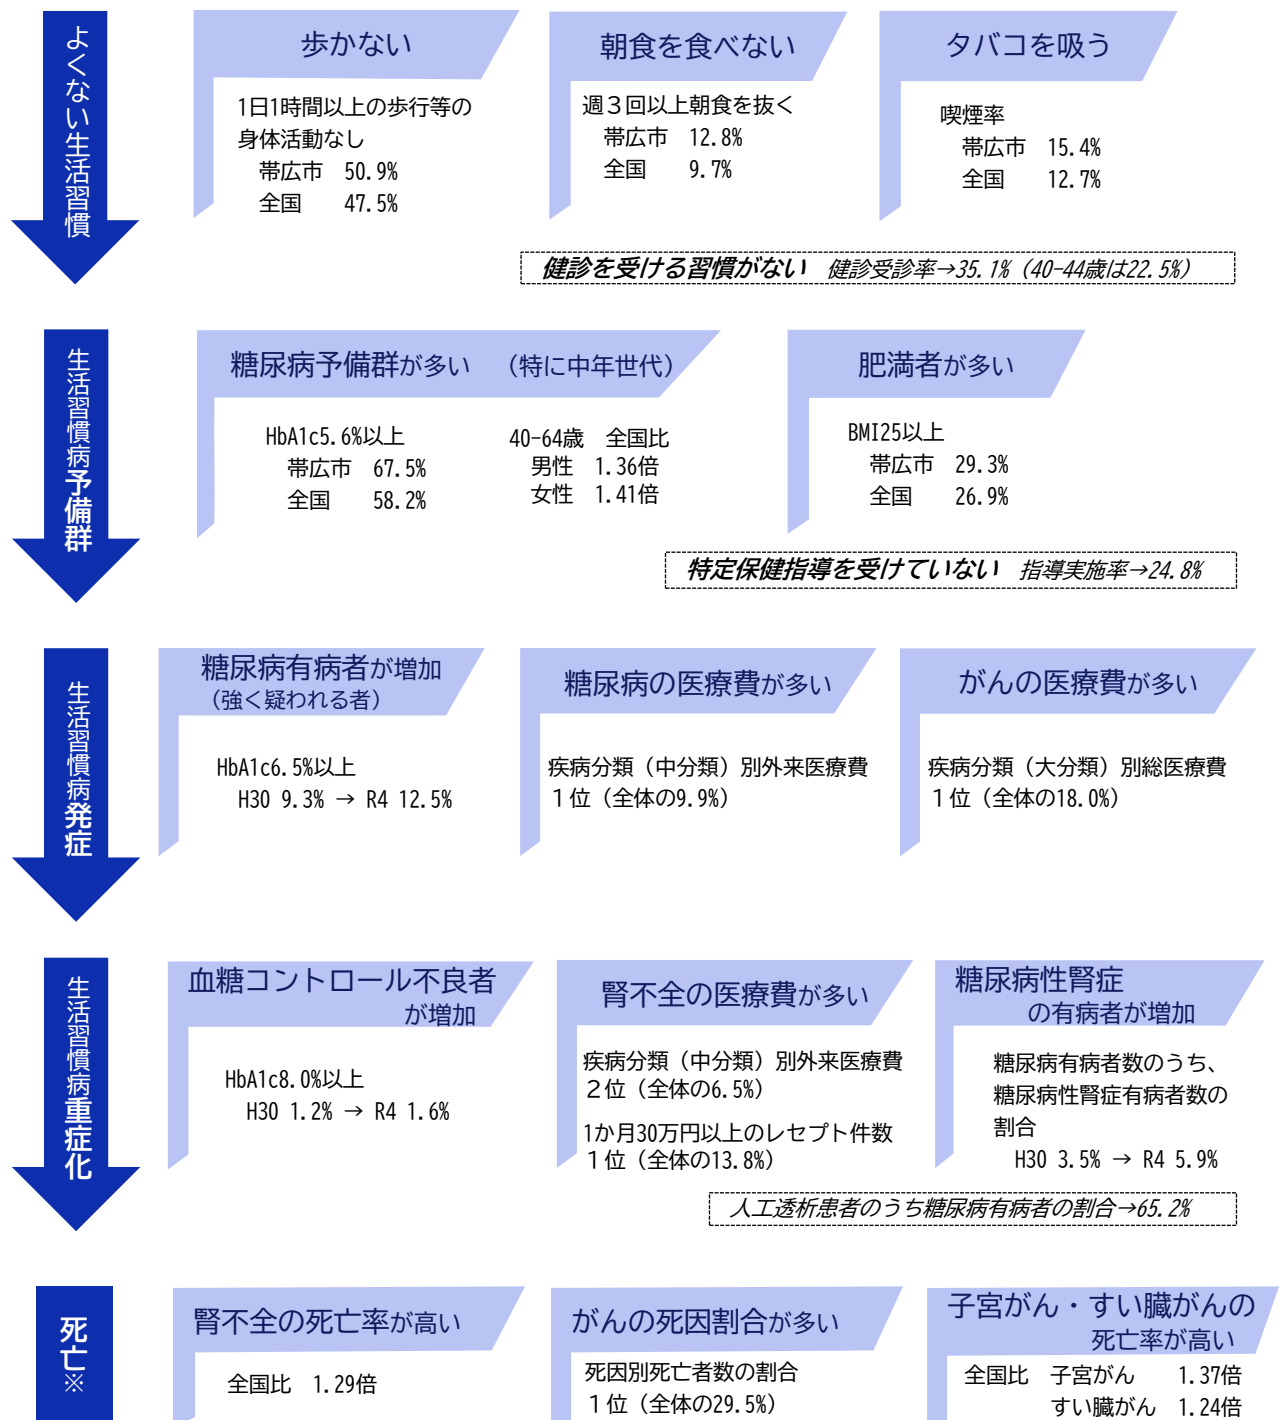 よくない生活習慣
歩かない
1日1時間以上の歩行等の
身体活動なし
帯広市 50.9%
全国 47.5%
朝食を食べない
週３回以上朝食を抜く
帯広市 12.8%
全国 9.7%
タバコを吸う
喫煙率
帯広市 15.4%
全国 12.7%
健診を受ける習慣がない 健診受診率→35.1%（40-44歳は22.5%）
生活習慣病予備群
糖尿病予備群が多い （特に中年世代）
HbA1c5.6%以上
帯広市 67.5%
全国 58.2%
40-64歳 全国比
男性 1.36倍
女性 1.41倍
肥満者が多い
BMI25以上
帯広市 29.3%
全国 26.9%
特定保健指導を受けていない 指導実施率→24.8%
生活習慣病発症
糖尿病有病者が増加
（強く疑われる者）
HbA1c6.5%以上
H30 9.3% → R4 12.5%
糖尿病の医療費が多い
疾病分類（中分類）別外来医療費
１位（全体の9.9%）
がんの医療費が多い
疾病分類（大分類）別総医療費
１位（全体の18.0%）
生活習慣病重症化
血糖コントロール不良者
が増加
HbA1c8.0%以上
H30 1.2% → R4 1.6%
腎不全の医療費が多い
疾病分類（中分類）別外来医療費
２位（全体の6.5%）
1か月30万円以上のレセプト件数
１位（全体の13.8%）
糖尿病性腎症
の有病者が増加
糖尿病有病者数のうち、
糖尿病性腎症有病者数の
割合
H30 3.5% → R4 5.9%
人工透析患者のうち糖尿病有病者の割合→65.2%
死亡※
腎不全の死亡率が高い
全国比 1.29倍
がんの死因割合が多い
死因別死亡者数の割合
１位（全体の29.5%）
子宮がん・すい臓がんの
死亡率が高い
全国比 子宮がん 1.37倍
すい臓がん 1.24倍